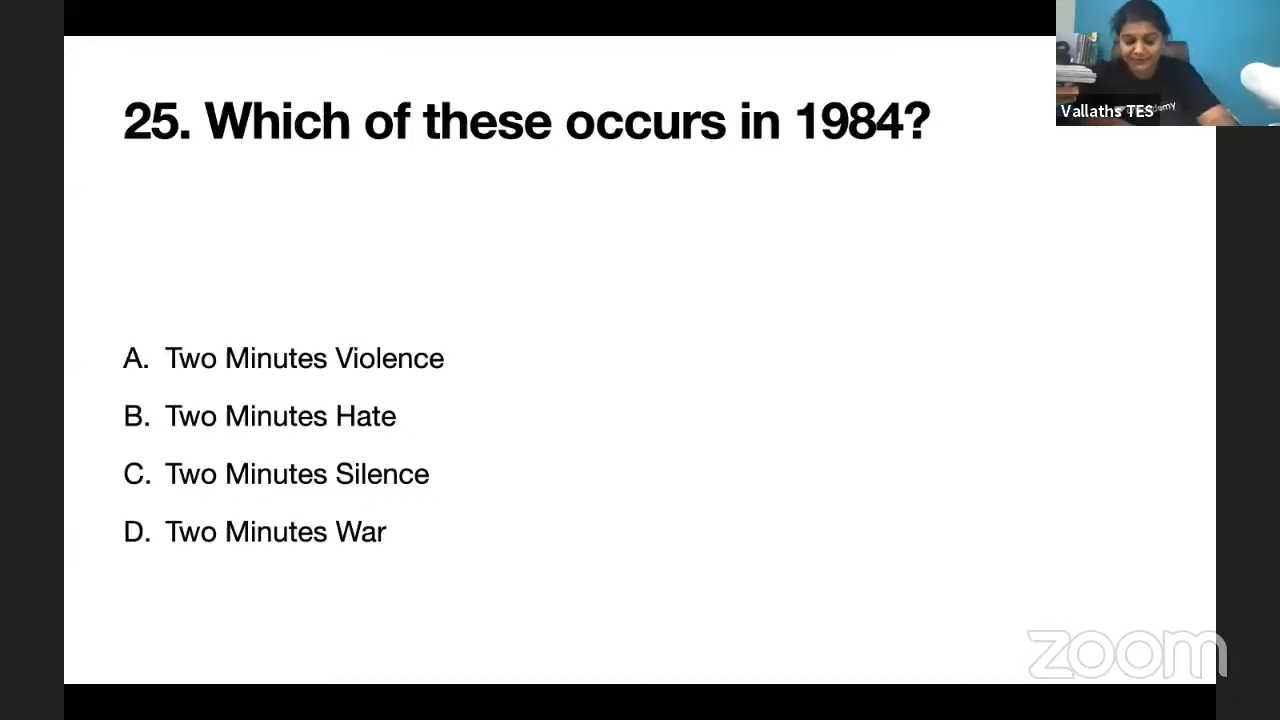 25. Which of these occurs in 1984?
Vallaths TES
A. Two Minutes Violence
B. Two Minutes Hate
C. Two Minutes Silence
D. Two Minutes War
zoom